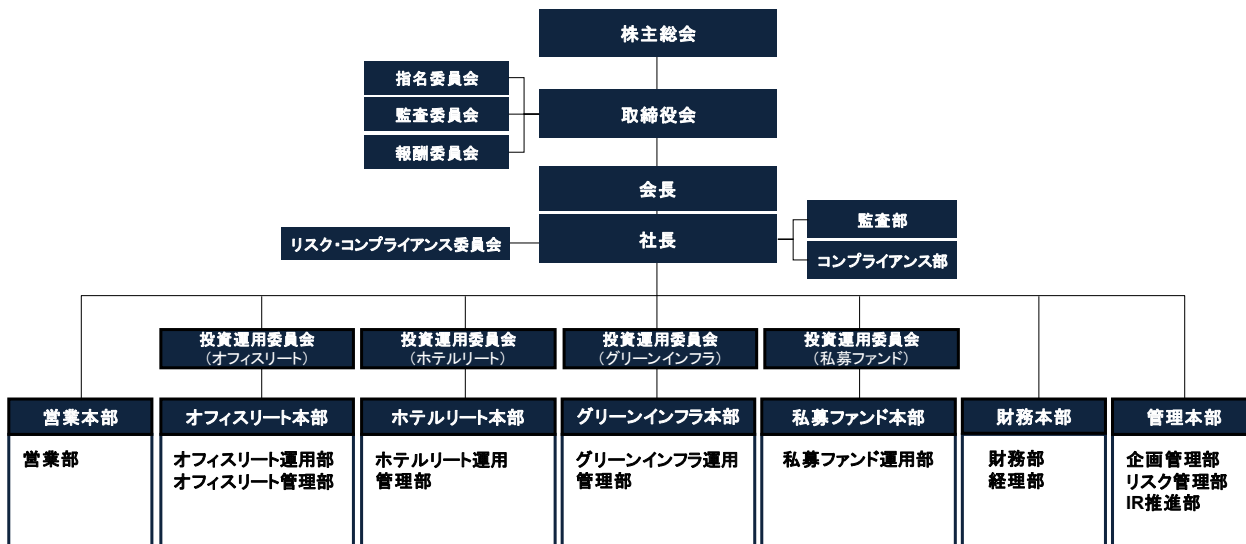 株主総会
指名委員会
監査委員会
報酬委員会
取締役会
会長
社長
リスク・コンプライアンス委員会
監査部
コンプライアンス部
投資運用委員会
（オフィスリート）
投資運用委員会
（ホテルリート）
投資運用委員会
（グリーンインフラ）
投資運用委員会
（私募ファンド）
営業本部
営業部
オフィスリート本部
オフィスリート運用部
オフィスリート管理部
ホテルリート本部
ホテルリート運用
管理部
グリーンインフラ本部
グリーンインフラ運用
管理部
私募ファンド本部
私募ファンド運用部
財務本部
財務部
経理部
管理本部
企画管理部
リスク管理部
IR推進部